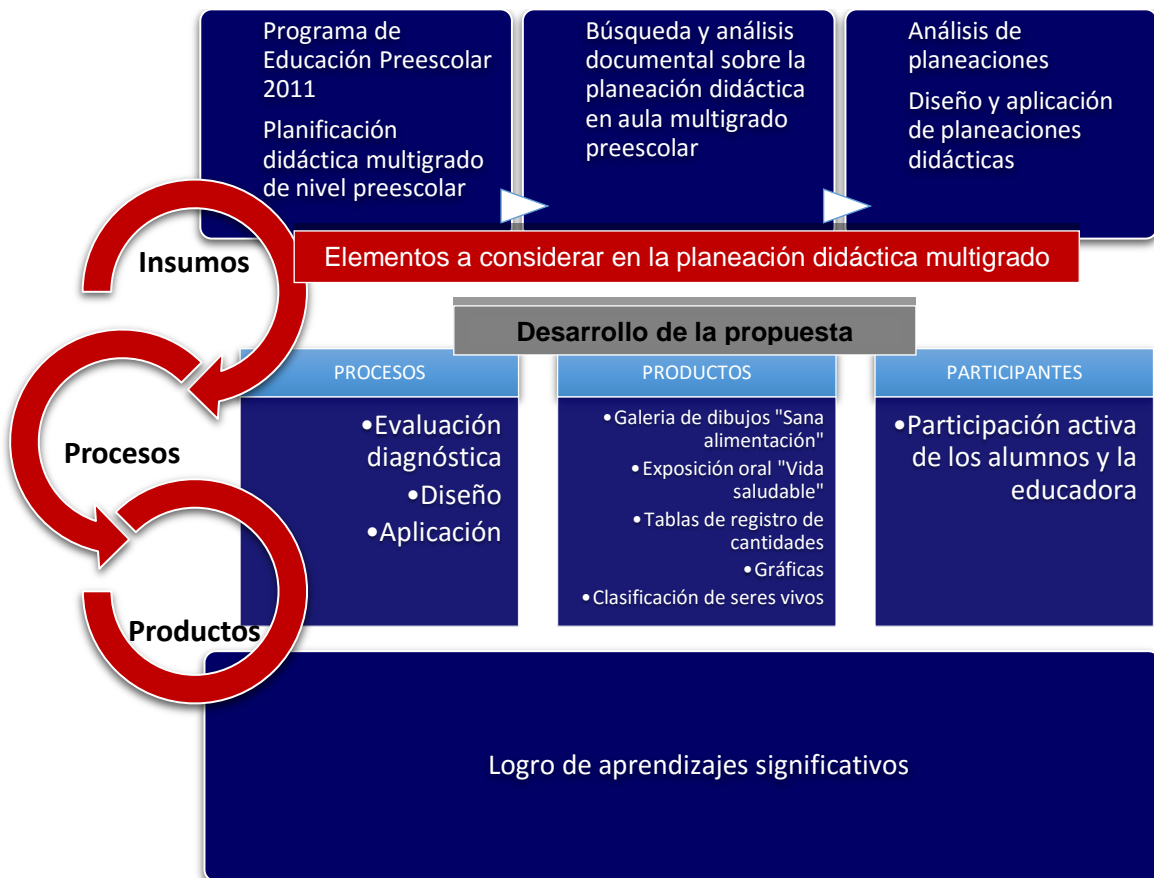 Programa de
Educación Preescolar
2011
Planificación
didáctica multigrado
de nivel preescolar
Búsqueda y análisis
documental sobre la
planeación didáctica
en aula multigrado
preescolar
Análisis de
planeaciones
Diseño y aplicación
de planeaciones
didácticas
Insumos
Elementos a considerar en la planeación didáctica multigrado
Desarrollo de la propuesta
Procesos
PROCESOS
•Evaluación
diagnóstica
•Diseño
•Aplicación
PRODUCTOS
•Galeria de dibujos "Sana
alimentación"
•Exposición oral "Vida
saludable"
•Tablas de registro de
cantidades
•Gráficas
•Clasificación de seres vivos
PARTICIPANTES
•Participación activa
de los alumnos y la
educadora
Productos
Logro de aprendizajes significativos